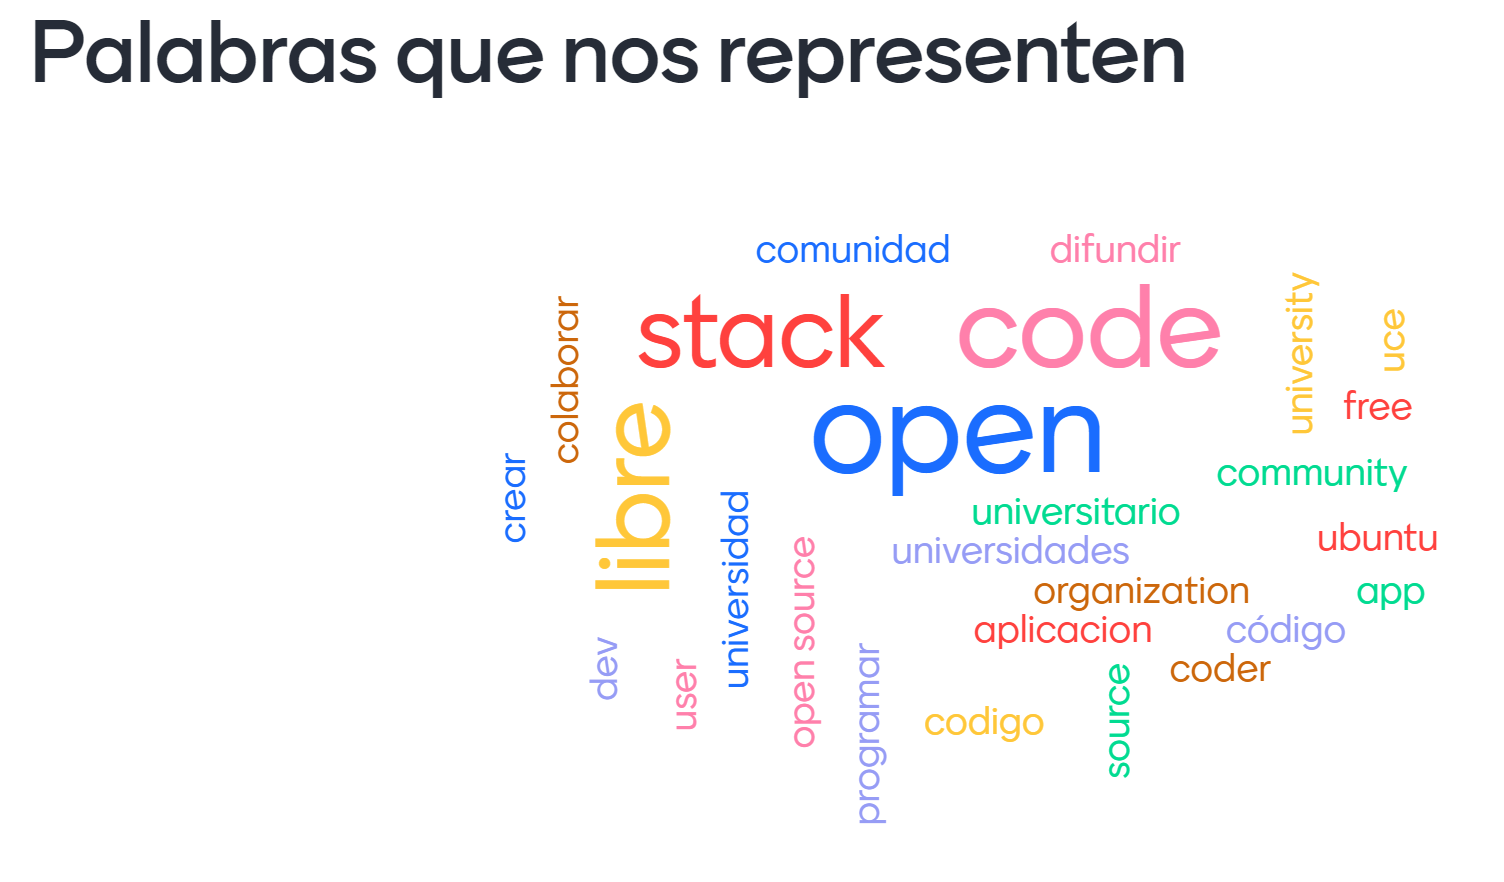 Palabras que nos representen
comunidad
difundir
stack
code
university
uce
colaborar
free
libre
open
crear
community
universidad
universitario
ubuntu
open source
universidades
organization
app
aplicacion
código
dev
user
programar
source
coder
codigo